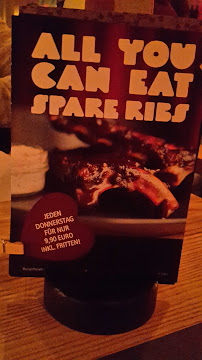 ALL YOU
CAN EAT
SPARE RIBS
JEDEN
DONNERSTAG
FÜR NUR
9,90 EURO
INKL. FRITTEN!